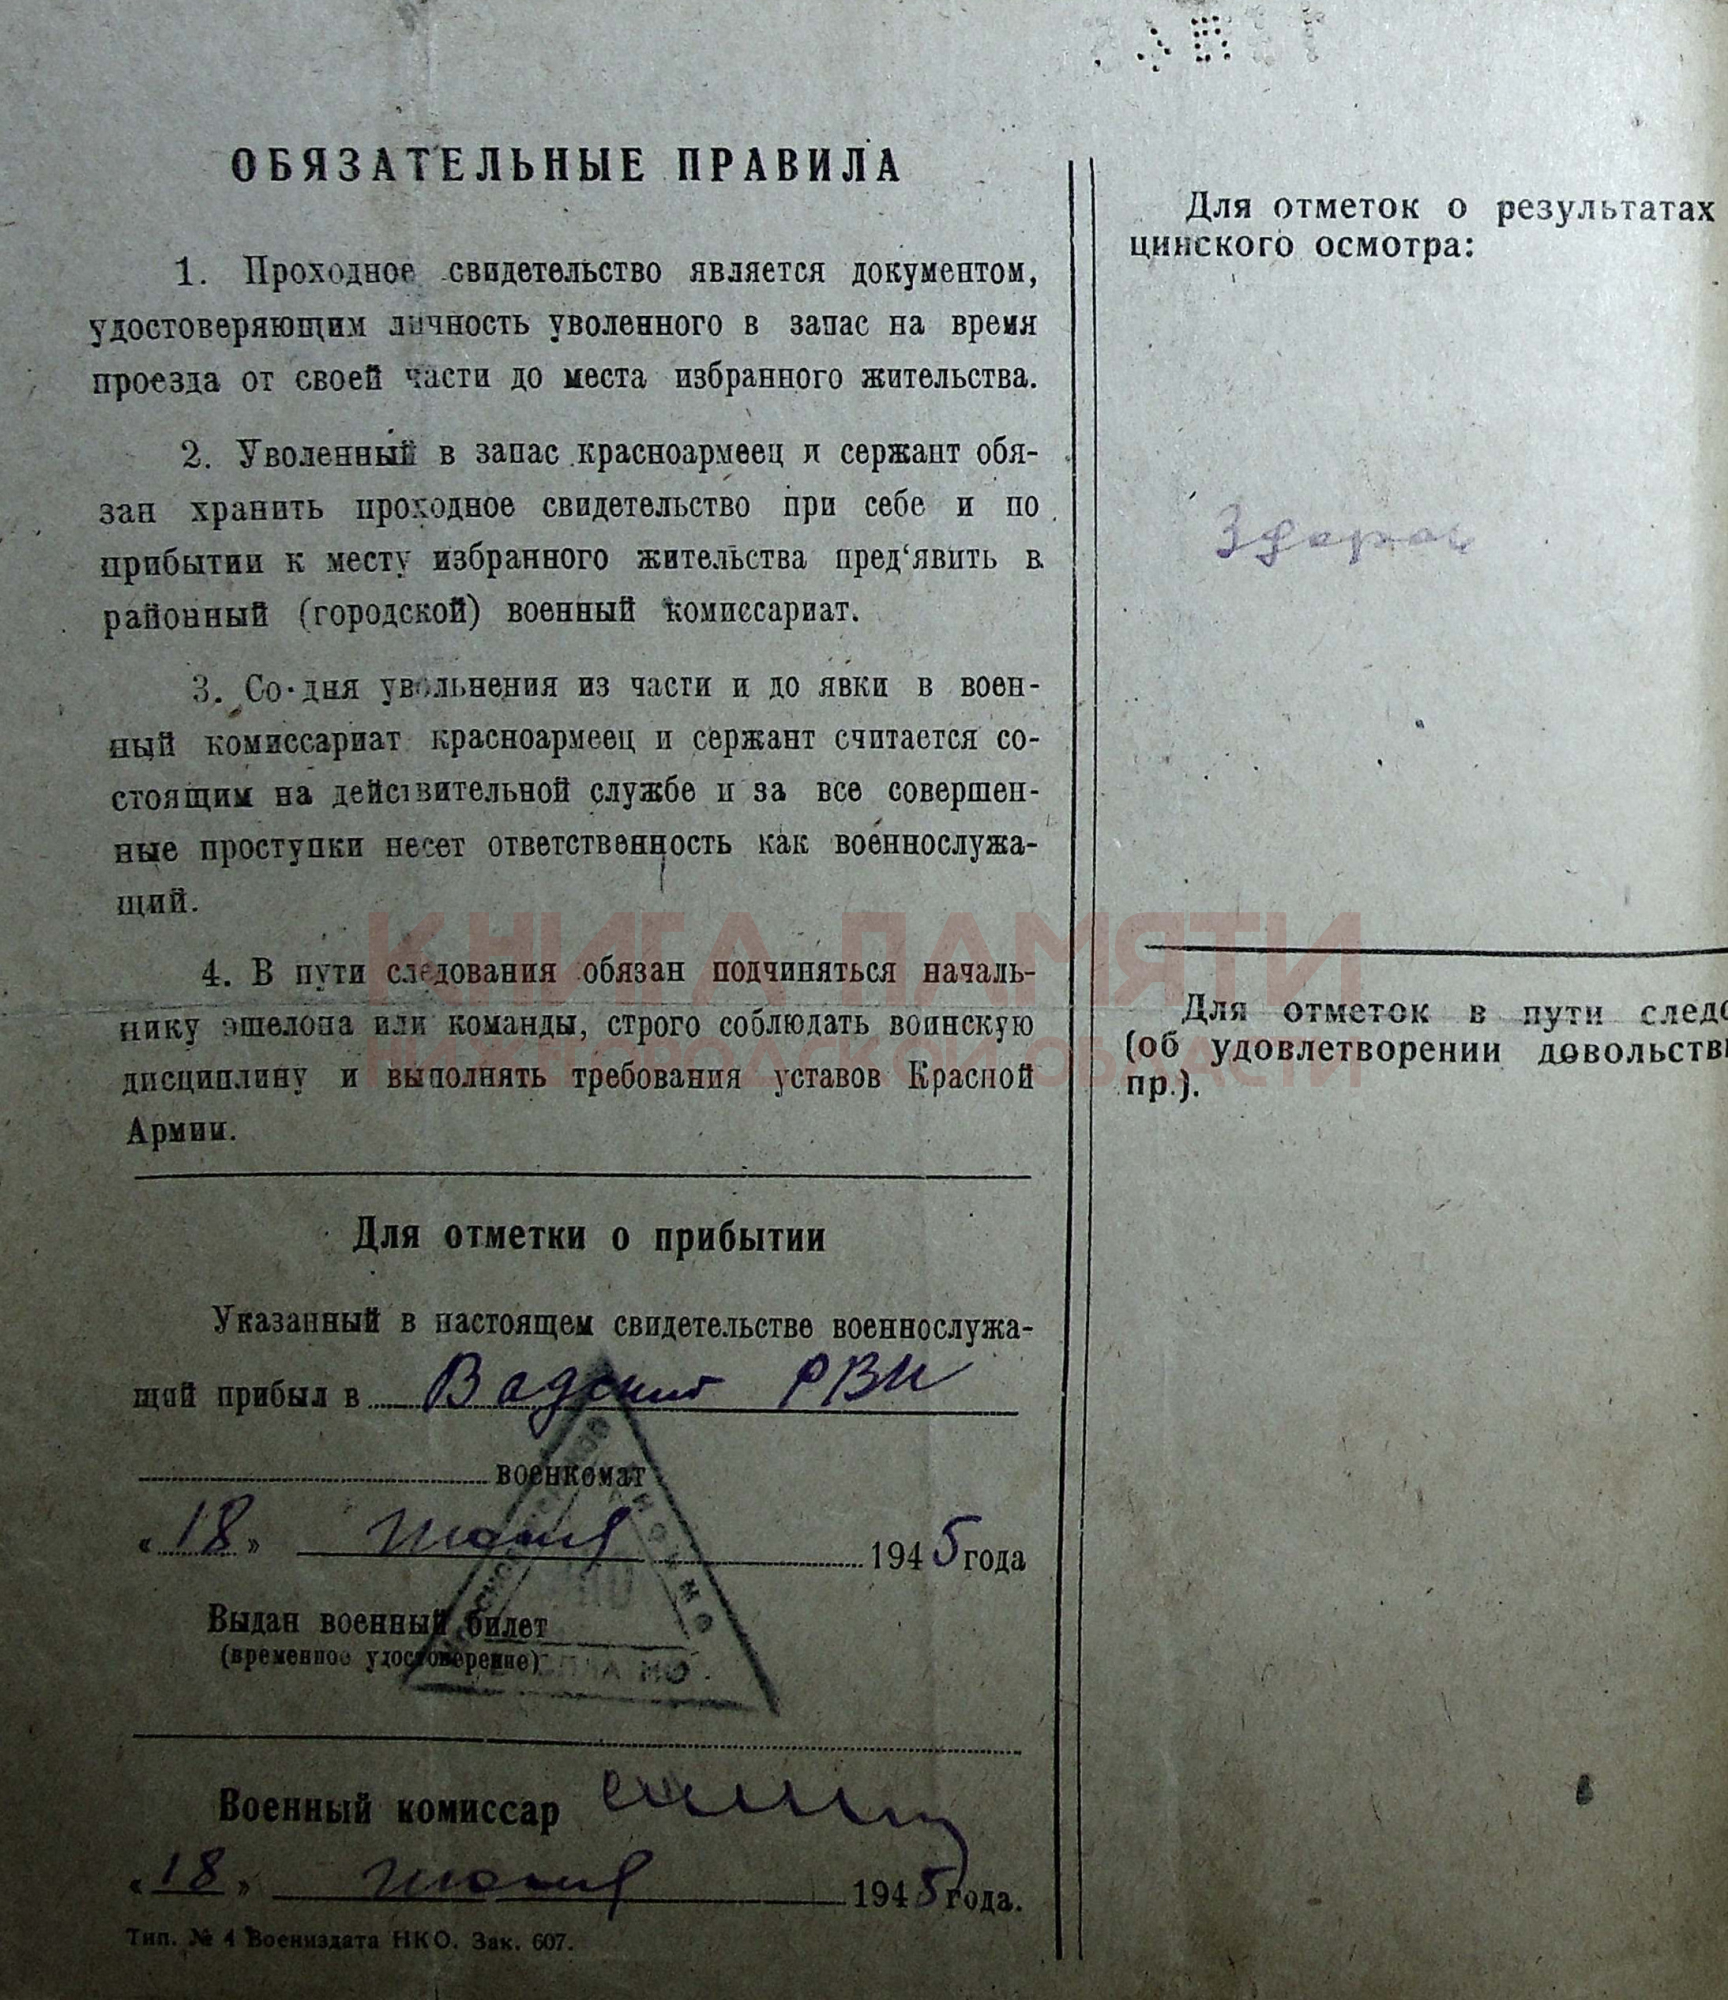 ОБЯЗАТЕЛЬНЫЕ ПРАВИЛА
1. Проходное свидетельство является документом,
удостоверяющим личность уволенного в запас на время
проезда от своей части до места избранного жительства.
2. Уволенный в запас красноармеец и сержант обя-
зан хранить проходное свидетельство при себе и по
прибытии к месту избранного жительства пред‘явить в
районный (городской) военный комиссариат.
3. Со дня увольнения из части и до явки в воен-
ный комиссариат красноармеец и сержант считается со-
стоящим на действительной службе и за все совершен-
ные проступки несет ответственность как военнослужа-
щий.
4. В пути следования обязан подчиняться началь-
нику эшелона или команды, строго соблюдать воинскую
дисциплину и выполнять требования уставов Красной
Армии.
Для отметки о прибытии
Указанный в настоящем свидетельстве военнослужа-
щий прибыл в Вадский РВК
военкомат
«18» июля 1945 года
Выдан военный билет
(временное удостоверение)
Военный комиссар
«18» июля 1945 года.
Тип. № 4 Воениздата НКО. Зак. 607.
Для отметок о результатах
цинского осмотра:
Здоров
Для отметок в пути следо
(об удовлетворении довольстви
пр.).
КНИГА ПАМЯТИ
НИЖЕГОРОДСКОЙ ОБЛАСТИ